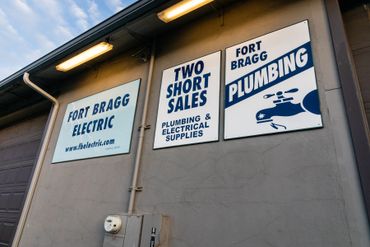 FORT BRAGG
ELECTRIC
www.fbelectric.com
TWO
SHORT
SALES
PLUMBING &
ELECTRICAL
SUPPLIES
FORT
BRAGG
PLUMBING